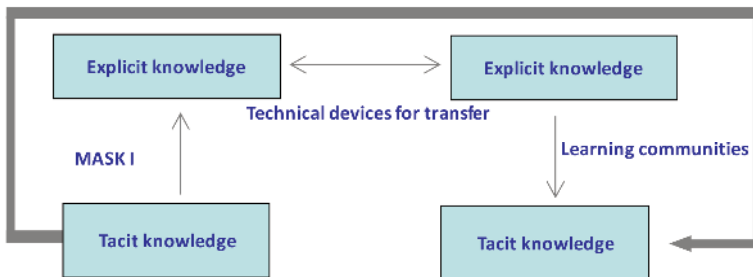 Explicit knowledge
Explicit knowledge
Technical devices for transfer
MASK I
Learning communities
Tacit knowledge
Tacit knowledge